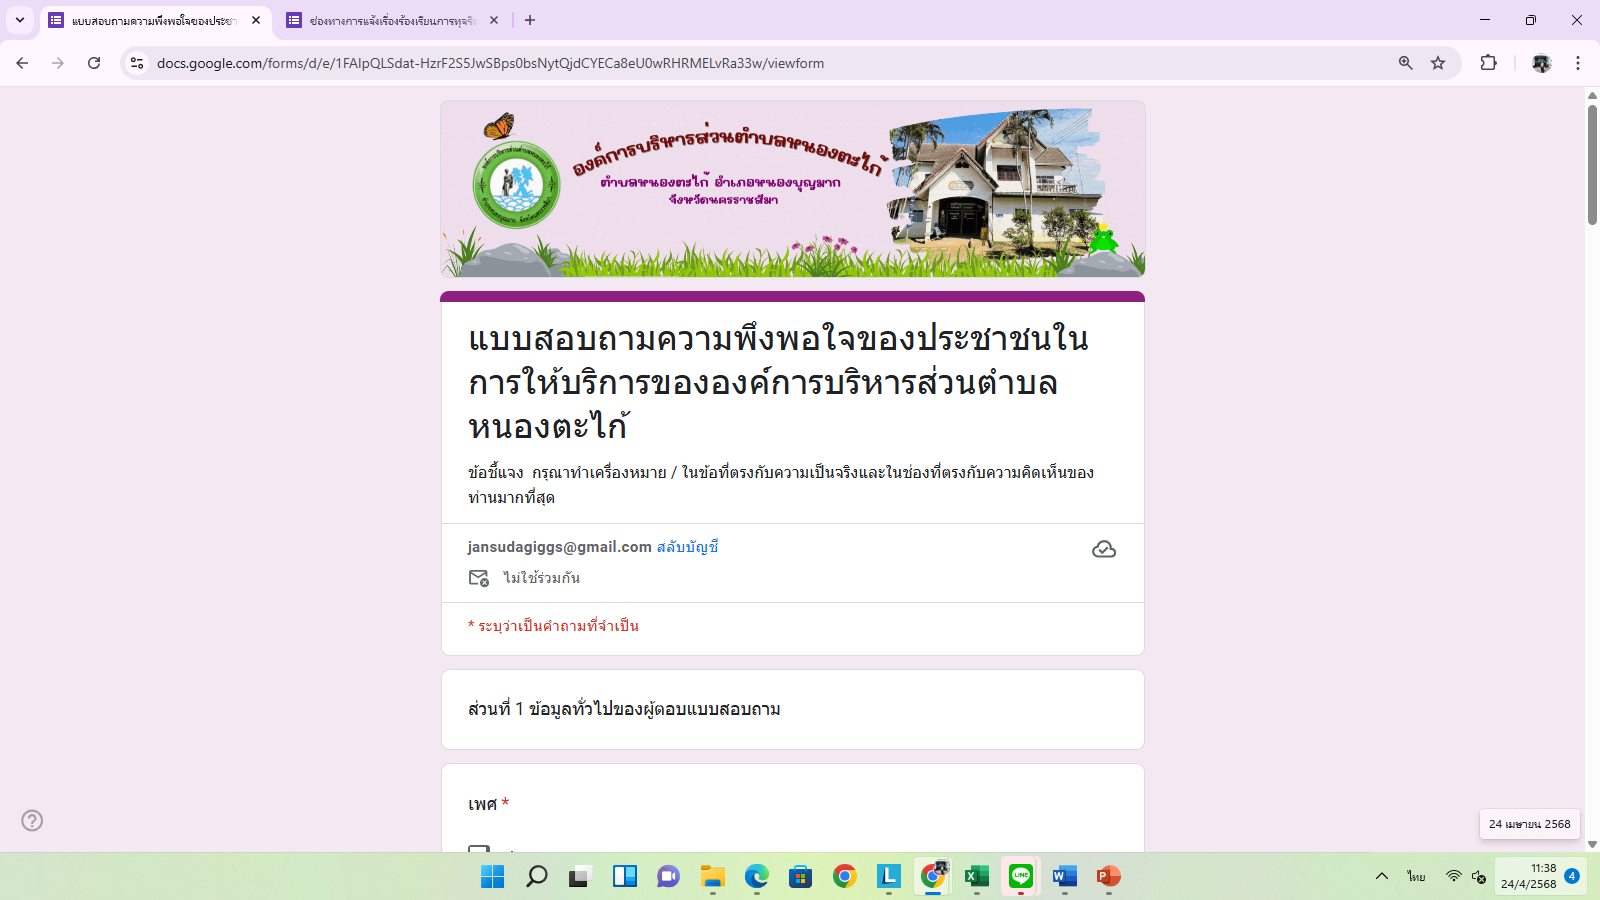 แบบสอบถามความพึงพอใจของประชา
ช่องทางการแจ้งเรื่องร้องเรียนการทุจริต
docs.google.com/forms/d/e/1FAIpQLSdat-HzrF2S5JwSBps0bsNytQjdCYECa8eU0wRHRMELvRa33w/viewform
องค์การบริหารส่วนตำบลหนองตะไก้
ตำบลหนองตะไก้ อำเภอหนองบุญมาก
จังหวัดนครราชสีมา
แบบสอบถามความพึงพอใจของประชาชนใน
การให้บริการขององค์การบริหารส่วนตำบล
หนองตะไก้
ข้อชี้แจง กรุณาทำเครื่องหมาย / ในข้อที่ตรงกับความเป็นจริงและในช่องที่ตรงกับความคิดเห็นของ
ท่านมากที่สุด
jansudagiggs@gmail.com สลับบัญชี
ไม่ใช้ร่วมกัน
* ระบุว่าเป็นคำถามที่จำเป็น
ส่วนที่ 1 ข้อมูลทั่วไปของผู้ตอบแบบสอบถาม
เพศ *
24 เมษายน 2568
ไทย
11:38
24/4/2568
4